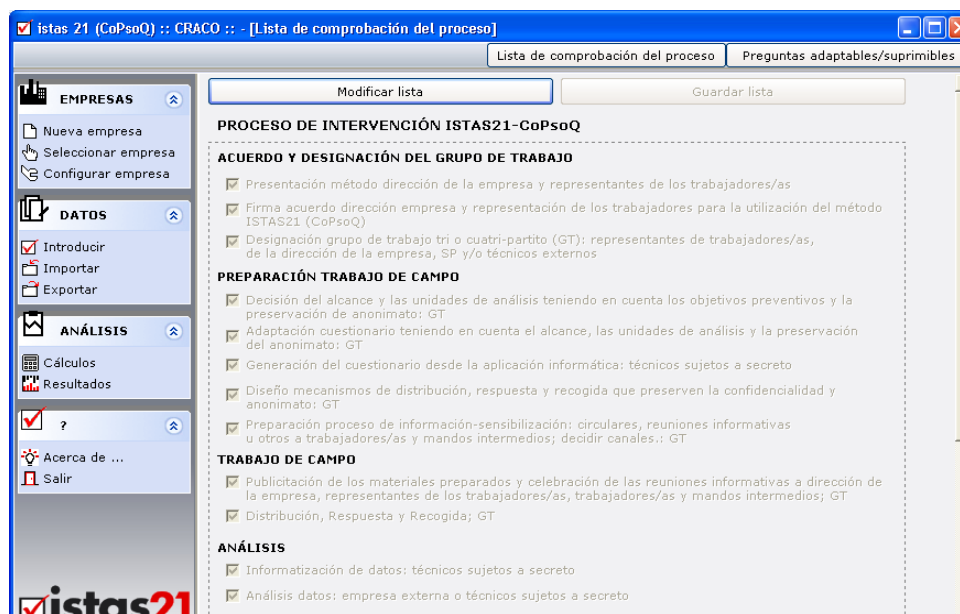 istas 21 (CoPsoQ) :: CRACO :: - [Lista de comprobación del proceso]
Lista de comprobación del proceso
Preguntas adaptables/suprimibles
EMPRESAS
Nueva empresa
Seleccionar empresa
Configurar empresa
DATOS
Introducir
Importar
Exportar
ANÁLISIS
Cálculos
Resultados
?
Acerca de ...
Salir
istas21
Modificar lista
Guardar lista
PROCESO DE INTERVENCIÓN ISTAS21-CoPsoQ
ACUERDO Y DESIGNACIÓN DEL GRUPO DE TRABAJO
Presentación método dirección de la empresa y representantes de los trabajadores/as
Firma acuerdo dirección empresa y representación de los trabajadores para la utilización del método
ISTAS21 (CoPsoQ)
Designación grupo de trabajo tri o cuatri-partito (GT): representantes de trabajadores/as,
de la dirección de la empresa, SP y/o técnicos externos
PREPARACIÓN TRABAJO DE CAMPO
Decisión del alcance y las unidades de análisis teniendo en cuenta los objetivos preventivos y la
preservación de anonimato: GT
Adaptación cuestionario teniendo en cuenta el alcance, las unidades de análisis y la preservación
del anonimato: GT
Generación del cuestionario desde la aplicación informática: técnicos sujetos a secreto
Diseño mecanismos de distribución, respuesta y recogida que preserven la confidencialidad y
anonimato: GT
Preparación proceso de información-sensibilización: circulares, reuniones informativas
u otros a trabajadores/as y mandos intermedios; decidir canales.: GT
TRABAJO DE CAMPO
Publicitación de los materiales preparados y celebración de las reuniones informativas a dirección de
la empresa, representantes de los trabajadores/as, trabajadores/as y mandos intermedios; GT
Distribución, Respuesta y Recogida; GT
ANÁLISIS
Informatización de datos: técnicos sujetos a secreto
Análisis datos: empresa externa o técnicos sujetos a secreto